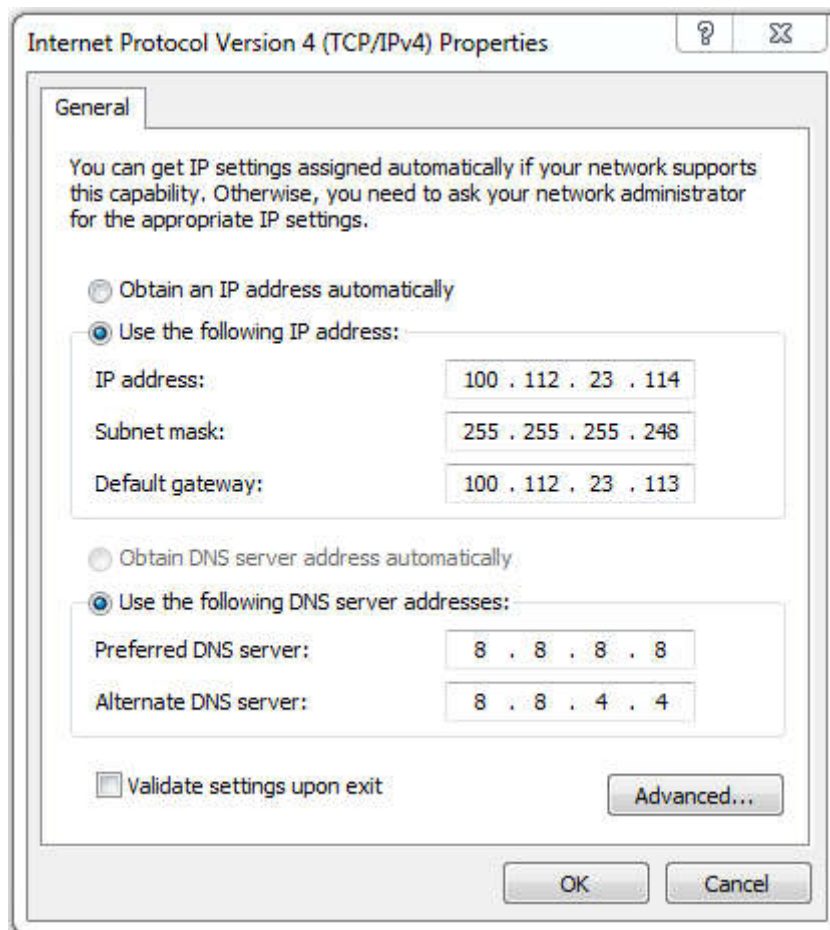 Internet Protocol Version 4 (TCP/IPv4) Properties
General
You can get IP settings assigned automatically if your network supports
this capability. Otherwise, you need to ask your network administrator
for the appropriate IP settings.
Obtain an IP address automatically
Use the following IP address:
IP address: 100 . 112 . 23 . 114
Subnet mask: 255 . 255 . 255 . 248
Default gateway: 100 . 112 . 23 . 113
Obtain DNS server address automatically
Use the following DNS server addresses:
Preferred DNS server: 8 . 8 . 8 . 8
Alternate DNS server: 8 . 8 . 4 . 4
Validate settings upon exit
Advanced...
OK Cancel